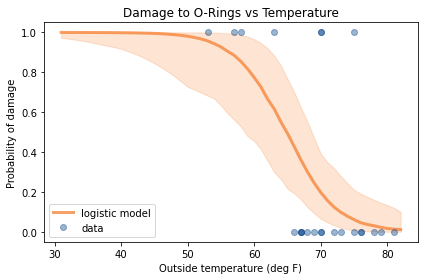 Damage to O-Rings vs Temperature
Probability of damage
1.0
0.8
0.6
0.4
0.2
0.0
logistic model
data
30 40 50 60 70 80
Outside temperature (deg F)